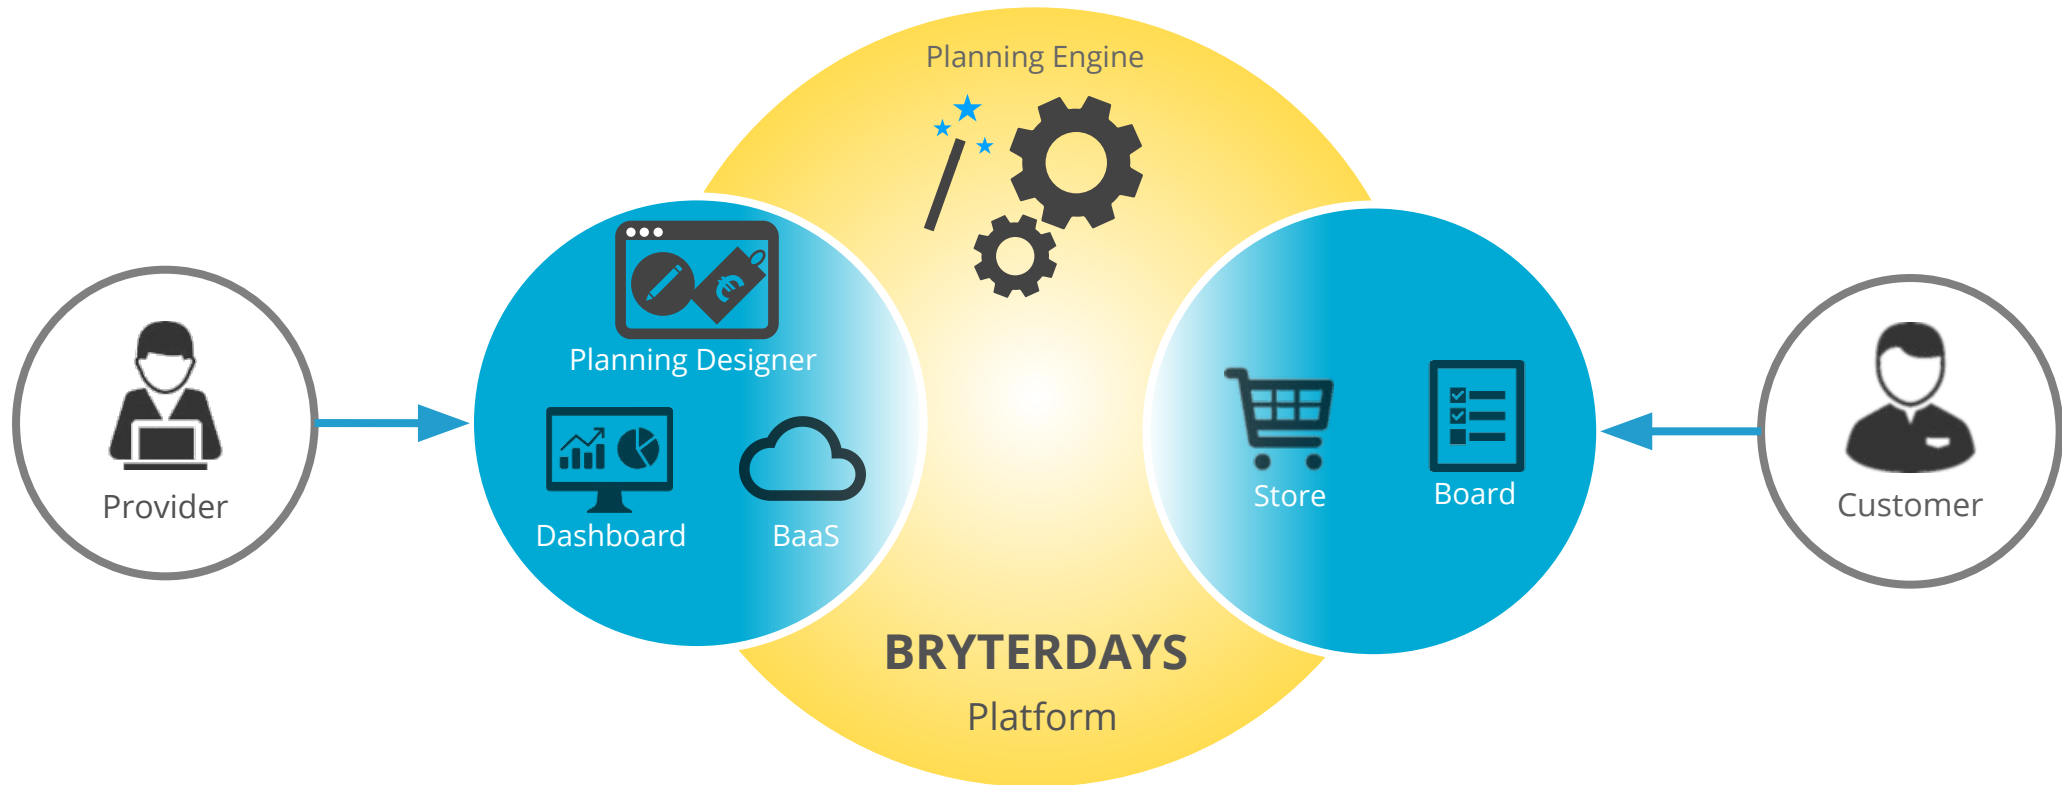 Planning Engine
Planning Designer
Dashboard
BaaS
Provider
Store
Board
Customer
BRYTERDAYS
Platform